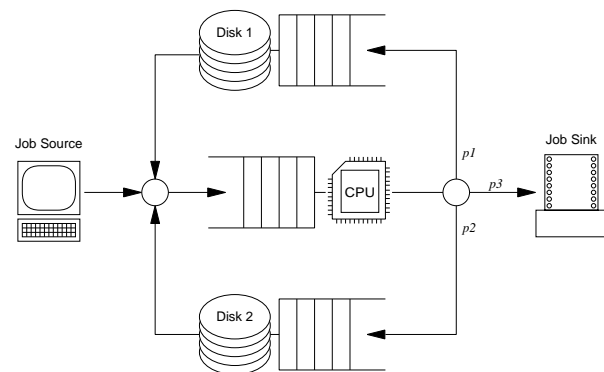 Disk 1
Job Source
Job Sink
p1
CPU
p3
p2
Disk 2